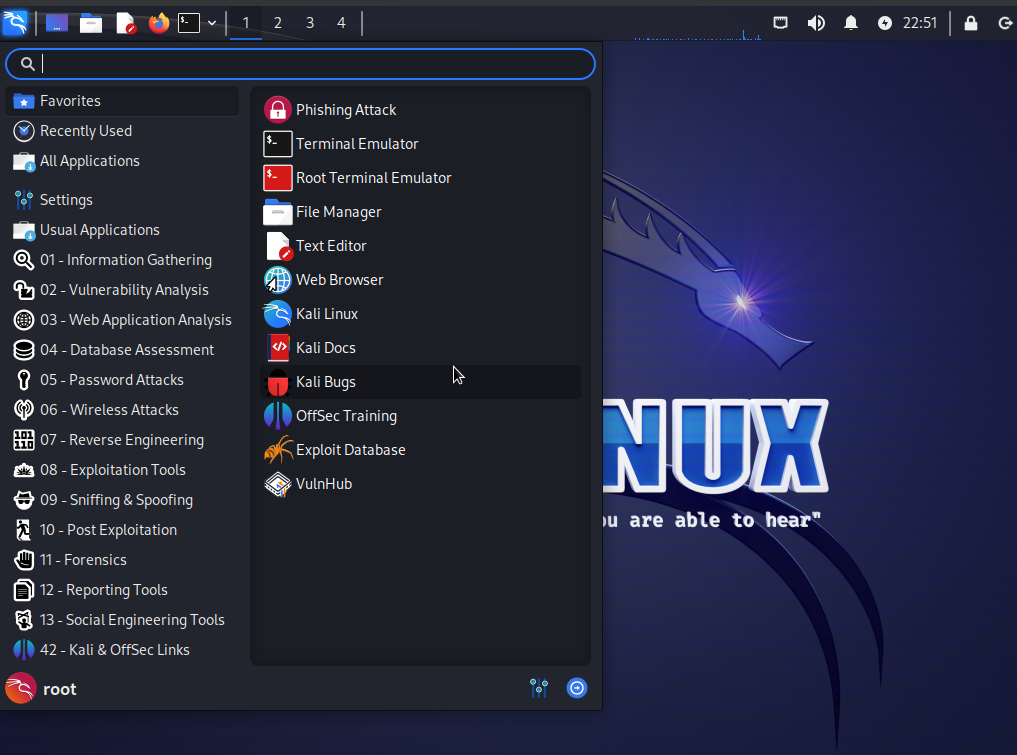 1 2 3 4 22:51
Favorites
Recently Used
All Applications
Settings
Usual Applications
01 - Information Gathering
02 - Vulnerability Analysis
03 - Web Application Analysis
04 - Database Assessment
05 - Password Attacks
06 - Wireless Attacks
07 - Reverse Engineering
08 - Exploitation Tools
09 - Sniffing & Spoofing
10 - Post Exploitation
11 - Forensics
12 - Reporting Tools
13 - Social Engineering Tools
42 - Kali & OffSec Links
Phishing Attack
Terminal Emulator
Root Terminal Emulator
File Manager
Text Editor
Web Browser
Kali Linux
Kali Docs
Kali Bugs
OffSec Training
Exploit Database
VulnHub
root
NUX
ou are able to hear"